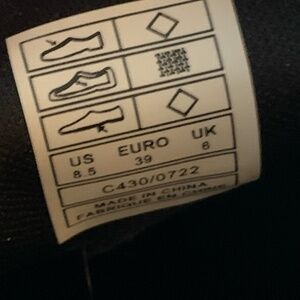 US EURO UK
8.5 39 6
C430/0722
MADE IN CHINA
FABRIQUE EN CHINE